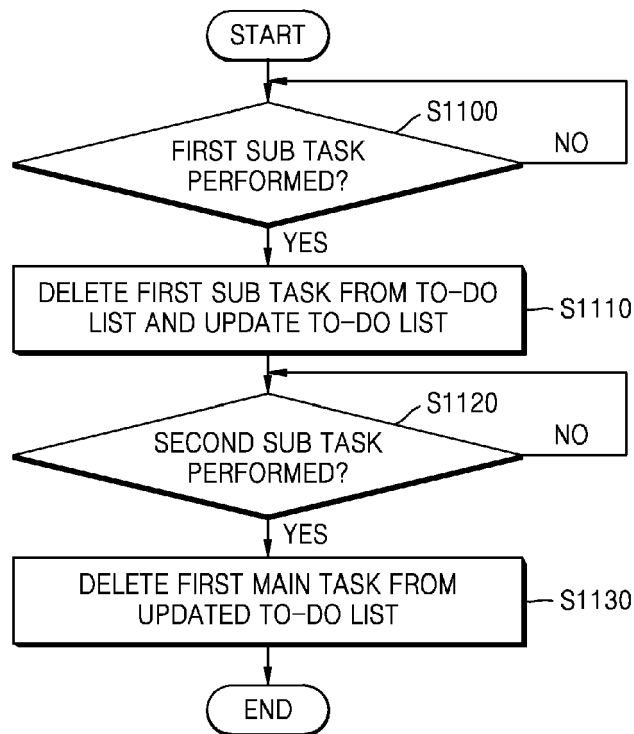 START
S1100
FIRST SUB TASK
PERFORMED?
NO
YES
DELETE FIRST SUB TASK FROM TO-DO
LIST AND UPDATE TO-DO LIST
S1110
S1120
SECOND SUB TASK
PERFORMED?
NO
YES
DELETE FIRST MAIN TASK FROM
UPDATED TO-DO LIST
S1130
END